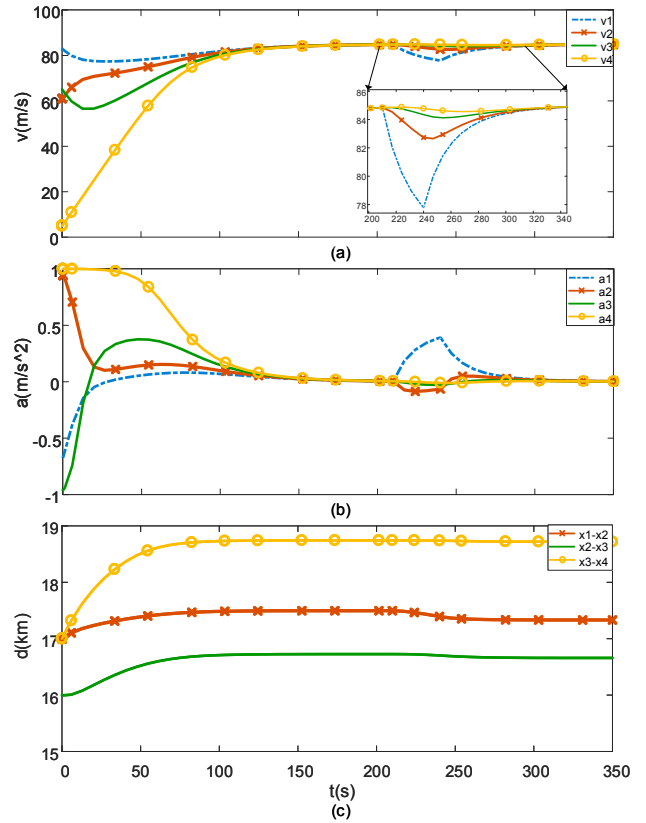 100
80
60
40
20
0
v(m/s)
v1
v2
v3
v4
86
84
82
80
78
200
220
240
260
280
300
320
340
(a)
1
0.5
0
-0.5
-1
a(m/s^2)
a1
a2
a3
a4
(b)
19
18
17
16
15
d(km)
x1-x2
x2-x3
x3-x4
0
50
100
150
200
250
300
350
t(s)
(c)